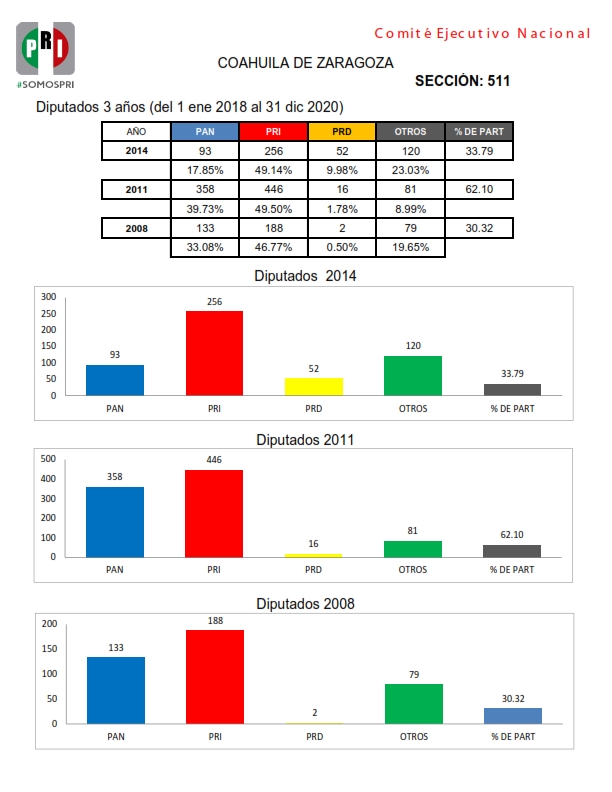 Comité Ejecutivo Nacional
PRI
#SOMOSPRI
COAHUILA DE ZARAGOZA
SECCIÓN: 511
Diputados 3 años (del 1 ene 2018 al 31 dic 2020)
AÑO PAN PRI PRD OTROS % DE PART
2014 93 256 52 120 33.79
17.85% 49.14% 9.98% 23.03%
2011 358 446 16 81 62.10
39.73% 49.50% 1.78% 8.99%
2008 133 188 2 79 30.32
33.08% 46.77% 0.50% 19.65%
Diputados 2014
300
250
200
150
100
50
0
93 256 52 120 33.79
PAN PRI PRD OTROS % DE PART
Diputados 2011
500
400
300
200
100
0
358 446 16 81 62.10
PAN PRI PRD OTROS % DE PART
Diputados 2008
200
150
100
50
0
133 188 2 79 30.32
PAN PRI PRD OTROS % DE PART